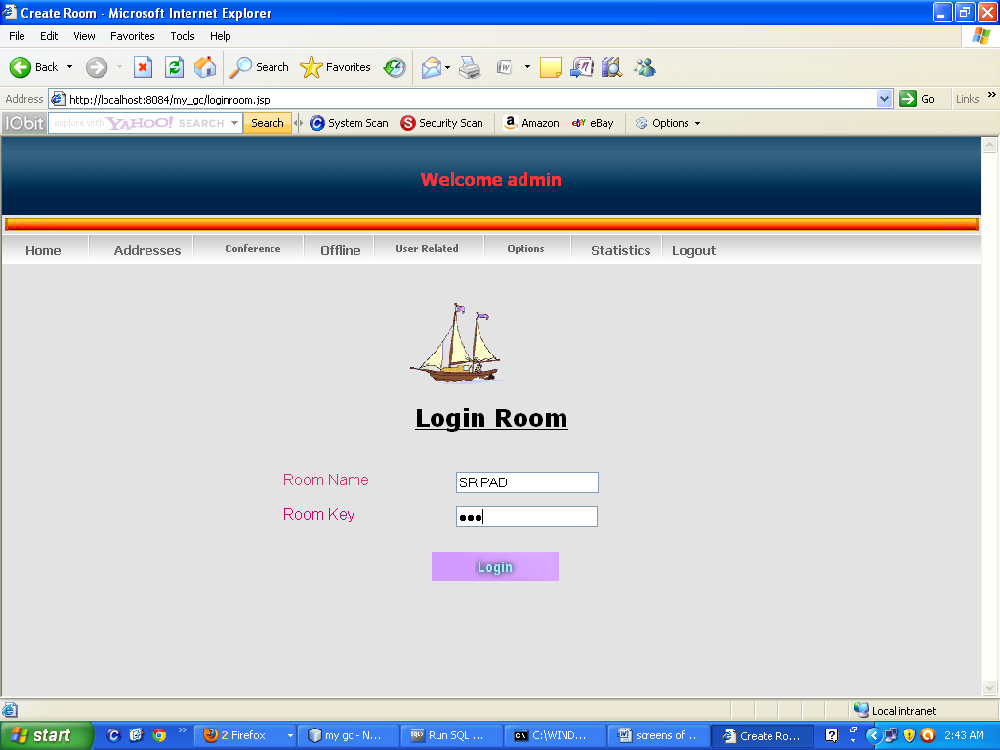 Create Room - Microsoft Internet Explorer
File Edit View Favorites Tools Help
Back Search Favorites
Address http://localhost:8084/my_gc/loginroom.jsp Go Links »
IObit explore with YAHOO! SEARCH Search System Scan Security Scan Amazon eBay Options
Welcome admin
Home Addresses Conference Offline User Related Options Statistics Logout
Login Room
Room Name SRIPAD
Room Key •••
Login
Local intranet
start 2 Firefox my gc - N... Run SQL ... C:\WIND... screens of... Create Ro... 2:43 AM